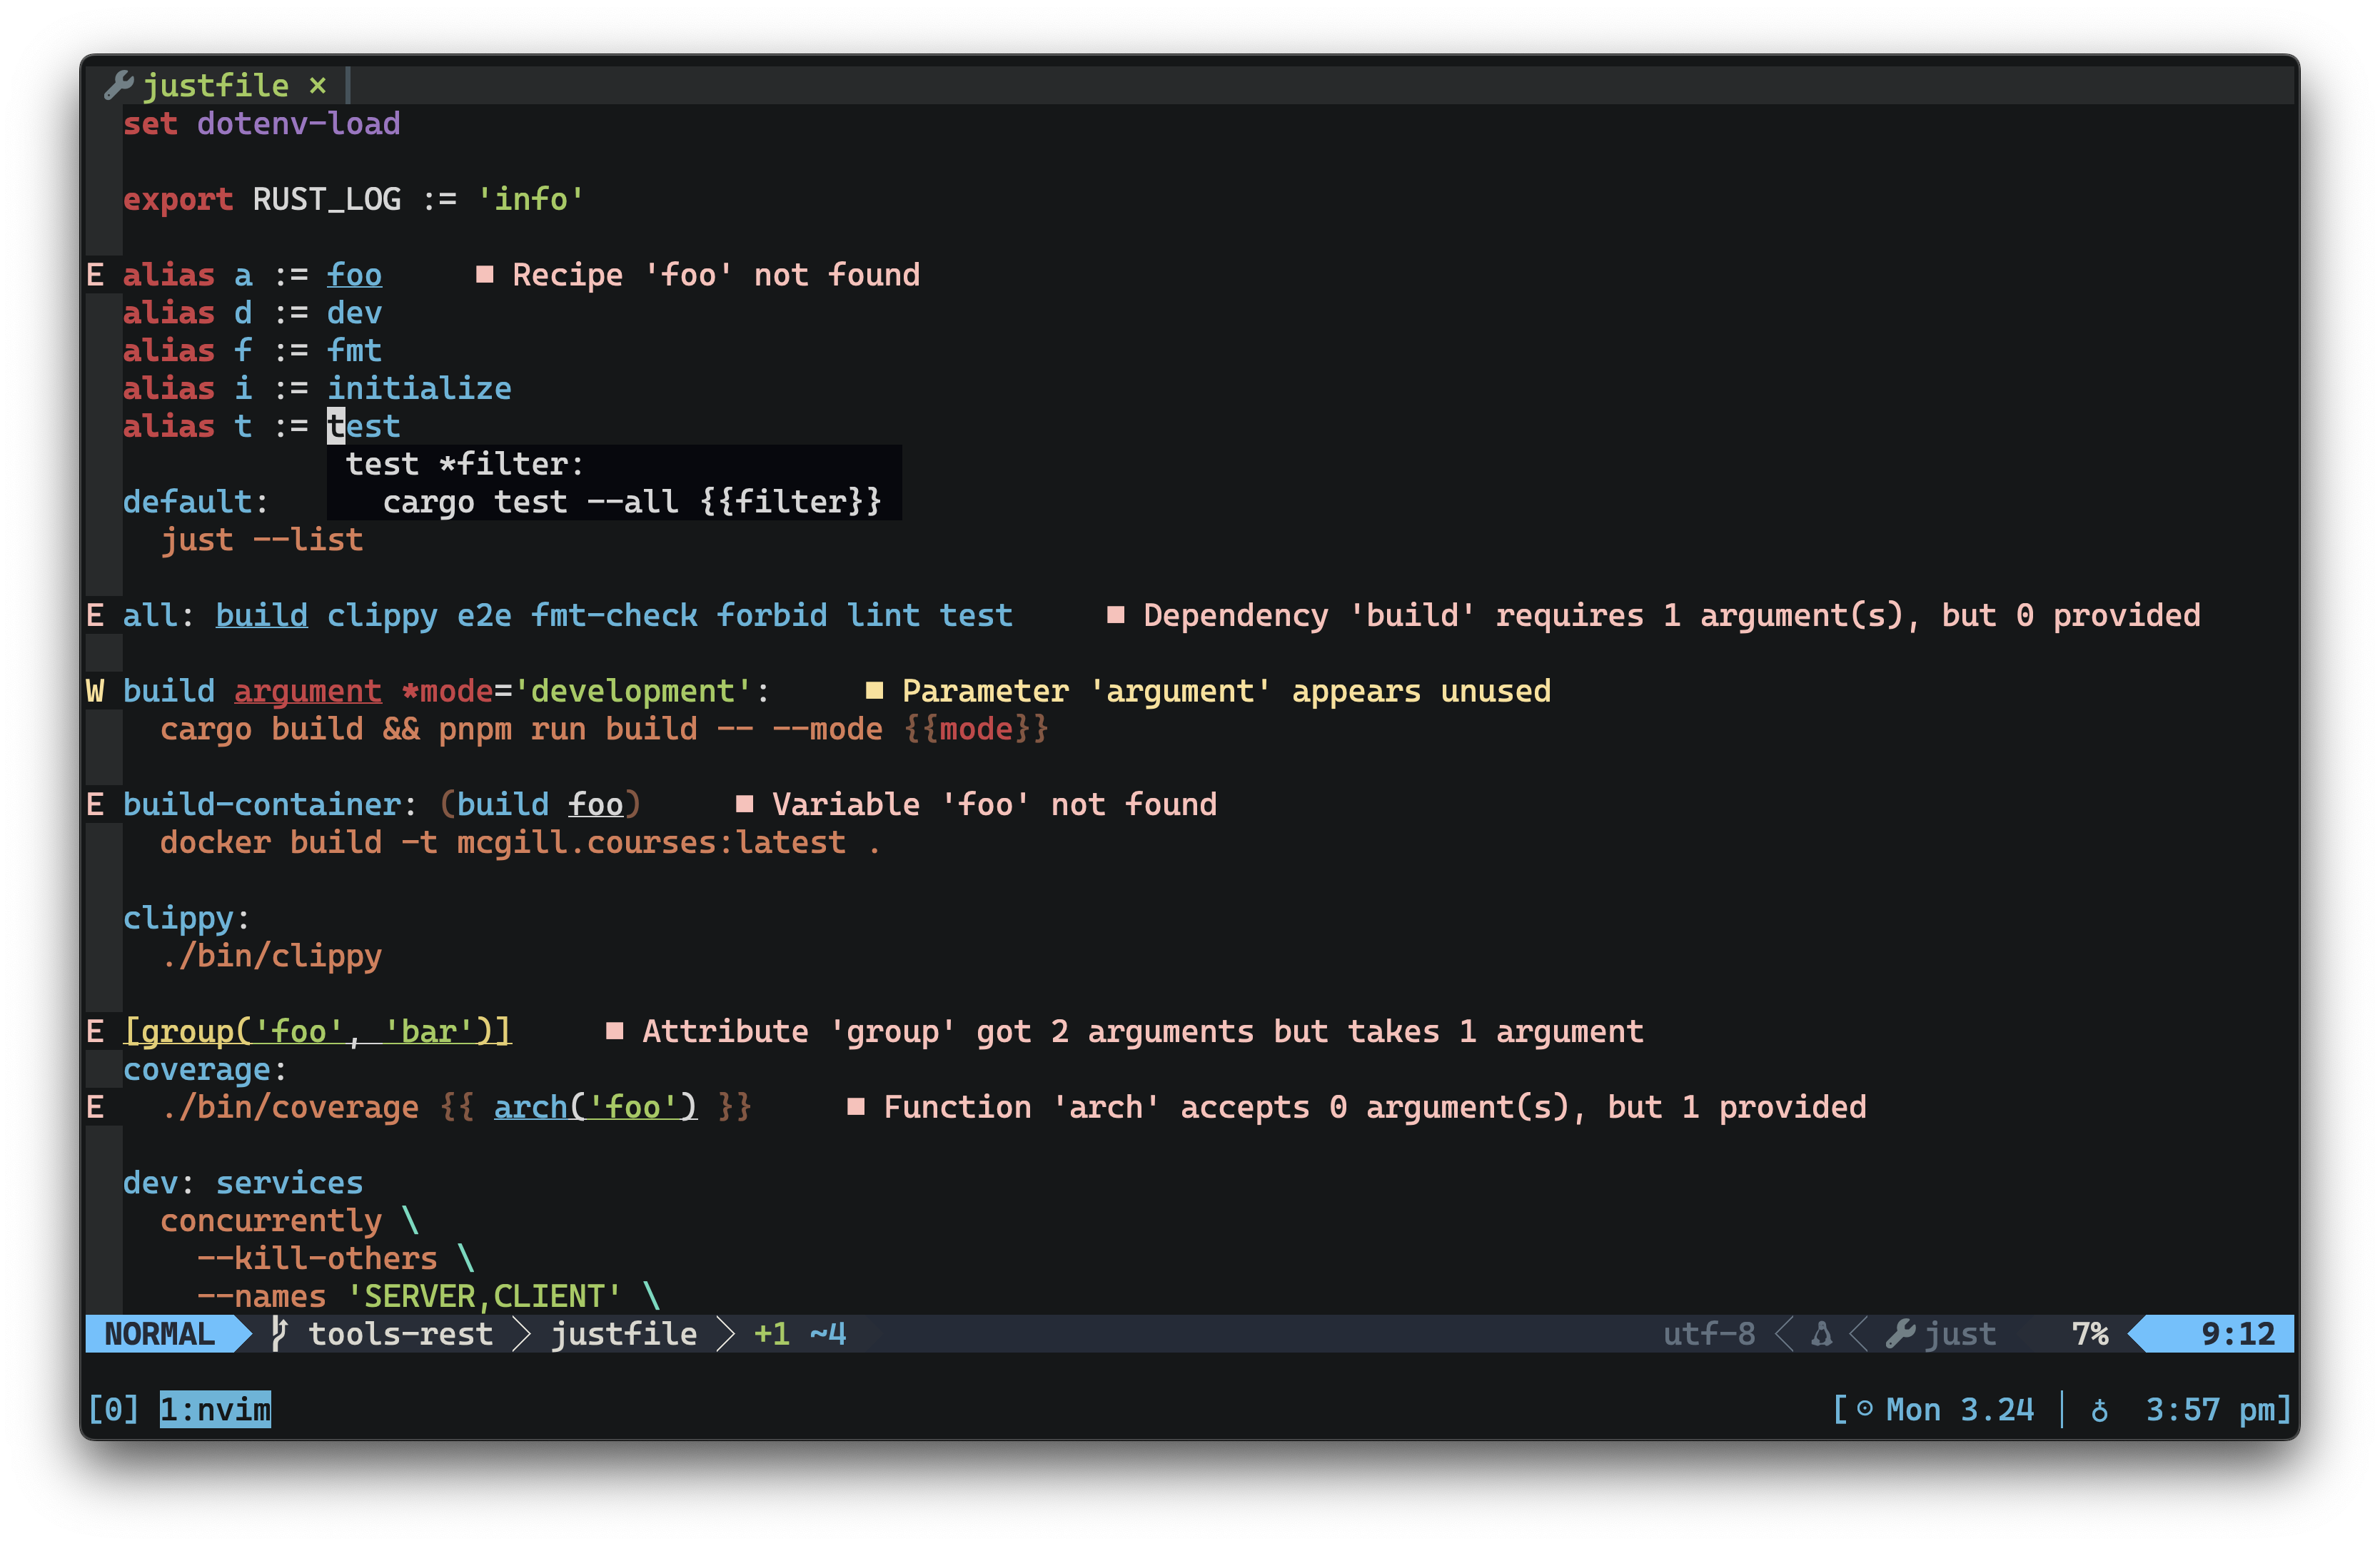 justfile ×
set dotenv-load
export RUST_LOG := 'info'
E alias a := foo ■ Recipe 'foo' not found
alias d := dev
alias f := fmt
alias i := initialize
alias t := test
test *filter:
default: cargo test --all {{filter}}
just --list
E all: build clippy e2e fmt-check forbid lint test ■ Dependency 'build' requires 1 argument(s), but 0 provided
W build argument *mode='development': ■ Parameter 'argument' appears unused
cargo build && pnpm run build -- --mode {{mode}}
E build-container: (build foo) ■ Variable 'foo' not found
docker build -t mcgill.courses:latest .
clippy:
./bin/clippy
E [group('foo', 'bar')] ■ Attribute 'group' got 2 arguments but takes 1 argument
coverage:
E ./bin/coverage {{ arch('foo') }} ■ Function 'arch' accepts 0 argument(s), but 1 provided
dev: services
concurrently \
--kill-others \
--names 'SERVER,CLIENT' \
NORMAL tools-rest justfile +1 ~4 utf-8 just 7% 9:12
[0] 1:nvim [ Mon 3.24 │ 3:57 pm]